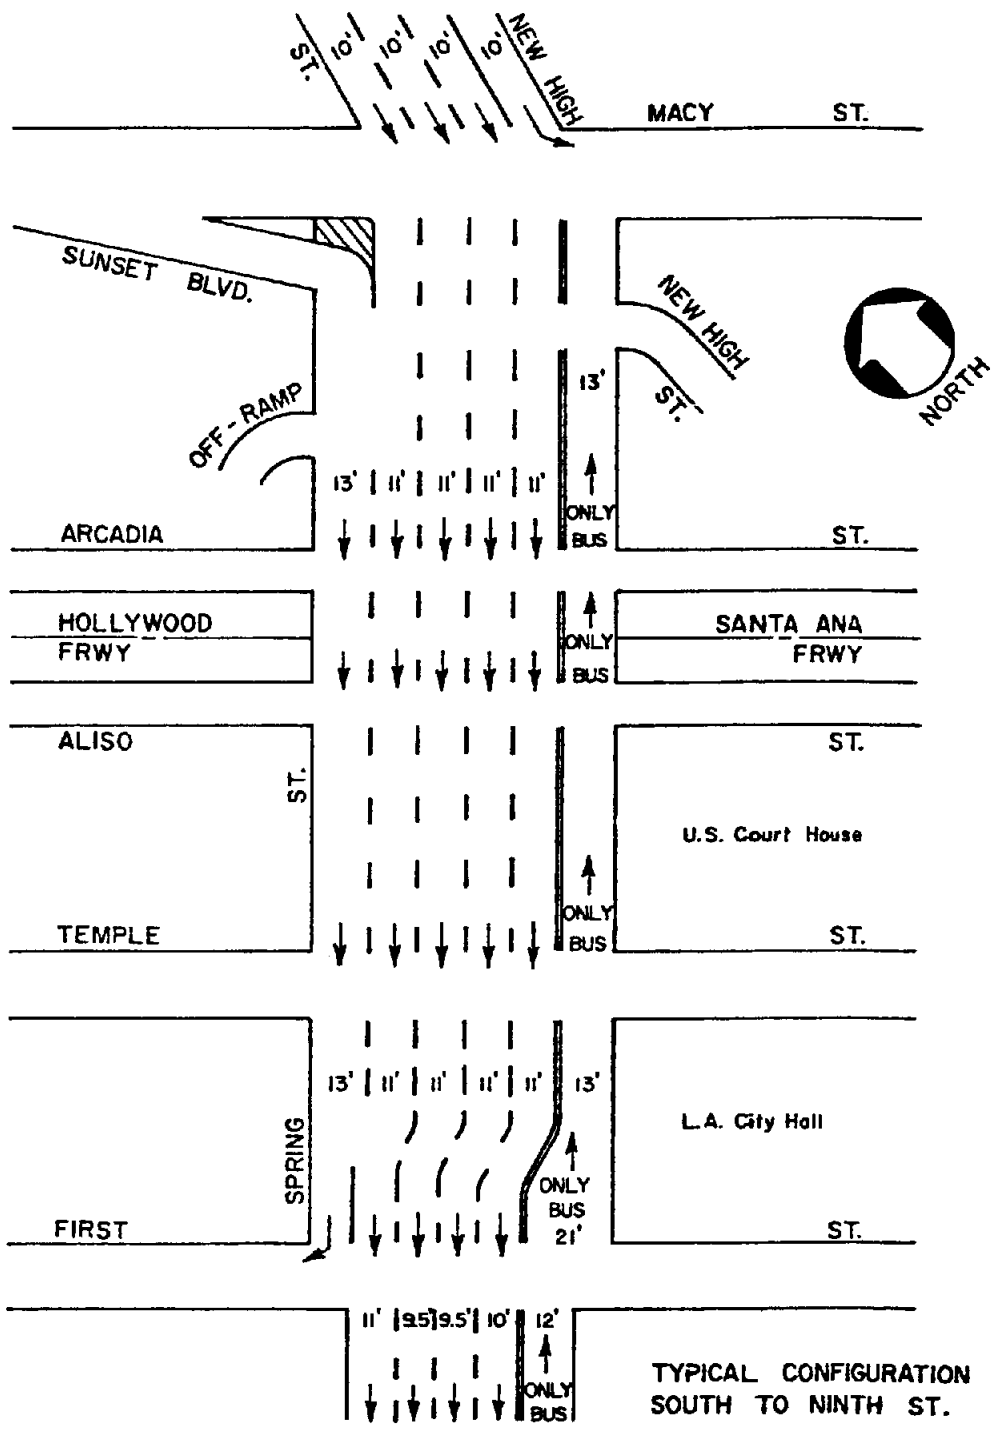 ST.
10'
10'
10'
10'
NEW HIGH
MACY ST.
SUNSET BLVD.
NEW HIGH
ST.
NORTH
13'
OFF-RAMP
13' 11' 11' 11' 11'
ONLY
BUS
ARCADIA ST.
HOLLYWOOD
FRWY
ONLY
BUS
SANTA ANA
FRWY
ALISO ST.
ST.
U.S. Court House
ONLY
BUS
TEMPLE ST.
13' 11' 11' 11' 11' 13'
L.A. City Hall
SPRING
ONLY
BUS
21'
FIRST ST.
11' 9.5' 9.5' 10' 12'
ONLY
BUS
TYPICAL CONFIGURATION
SOUTH TO NINTH ST.